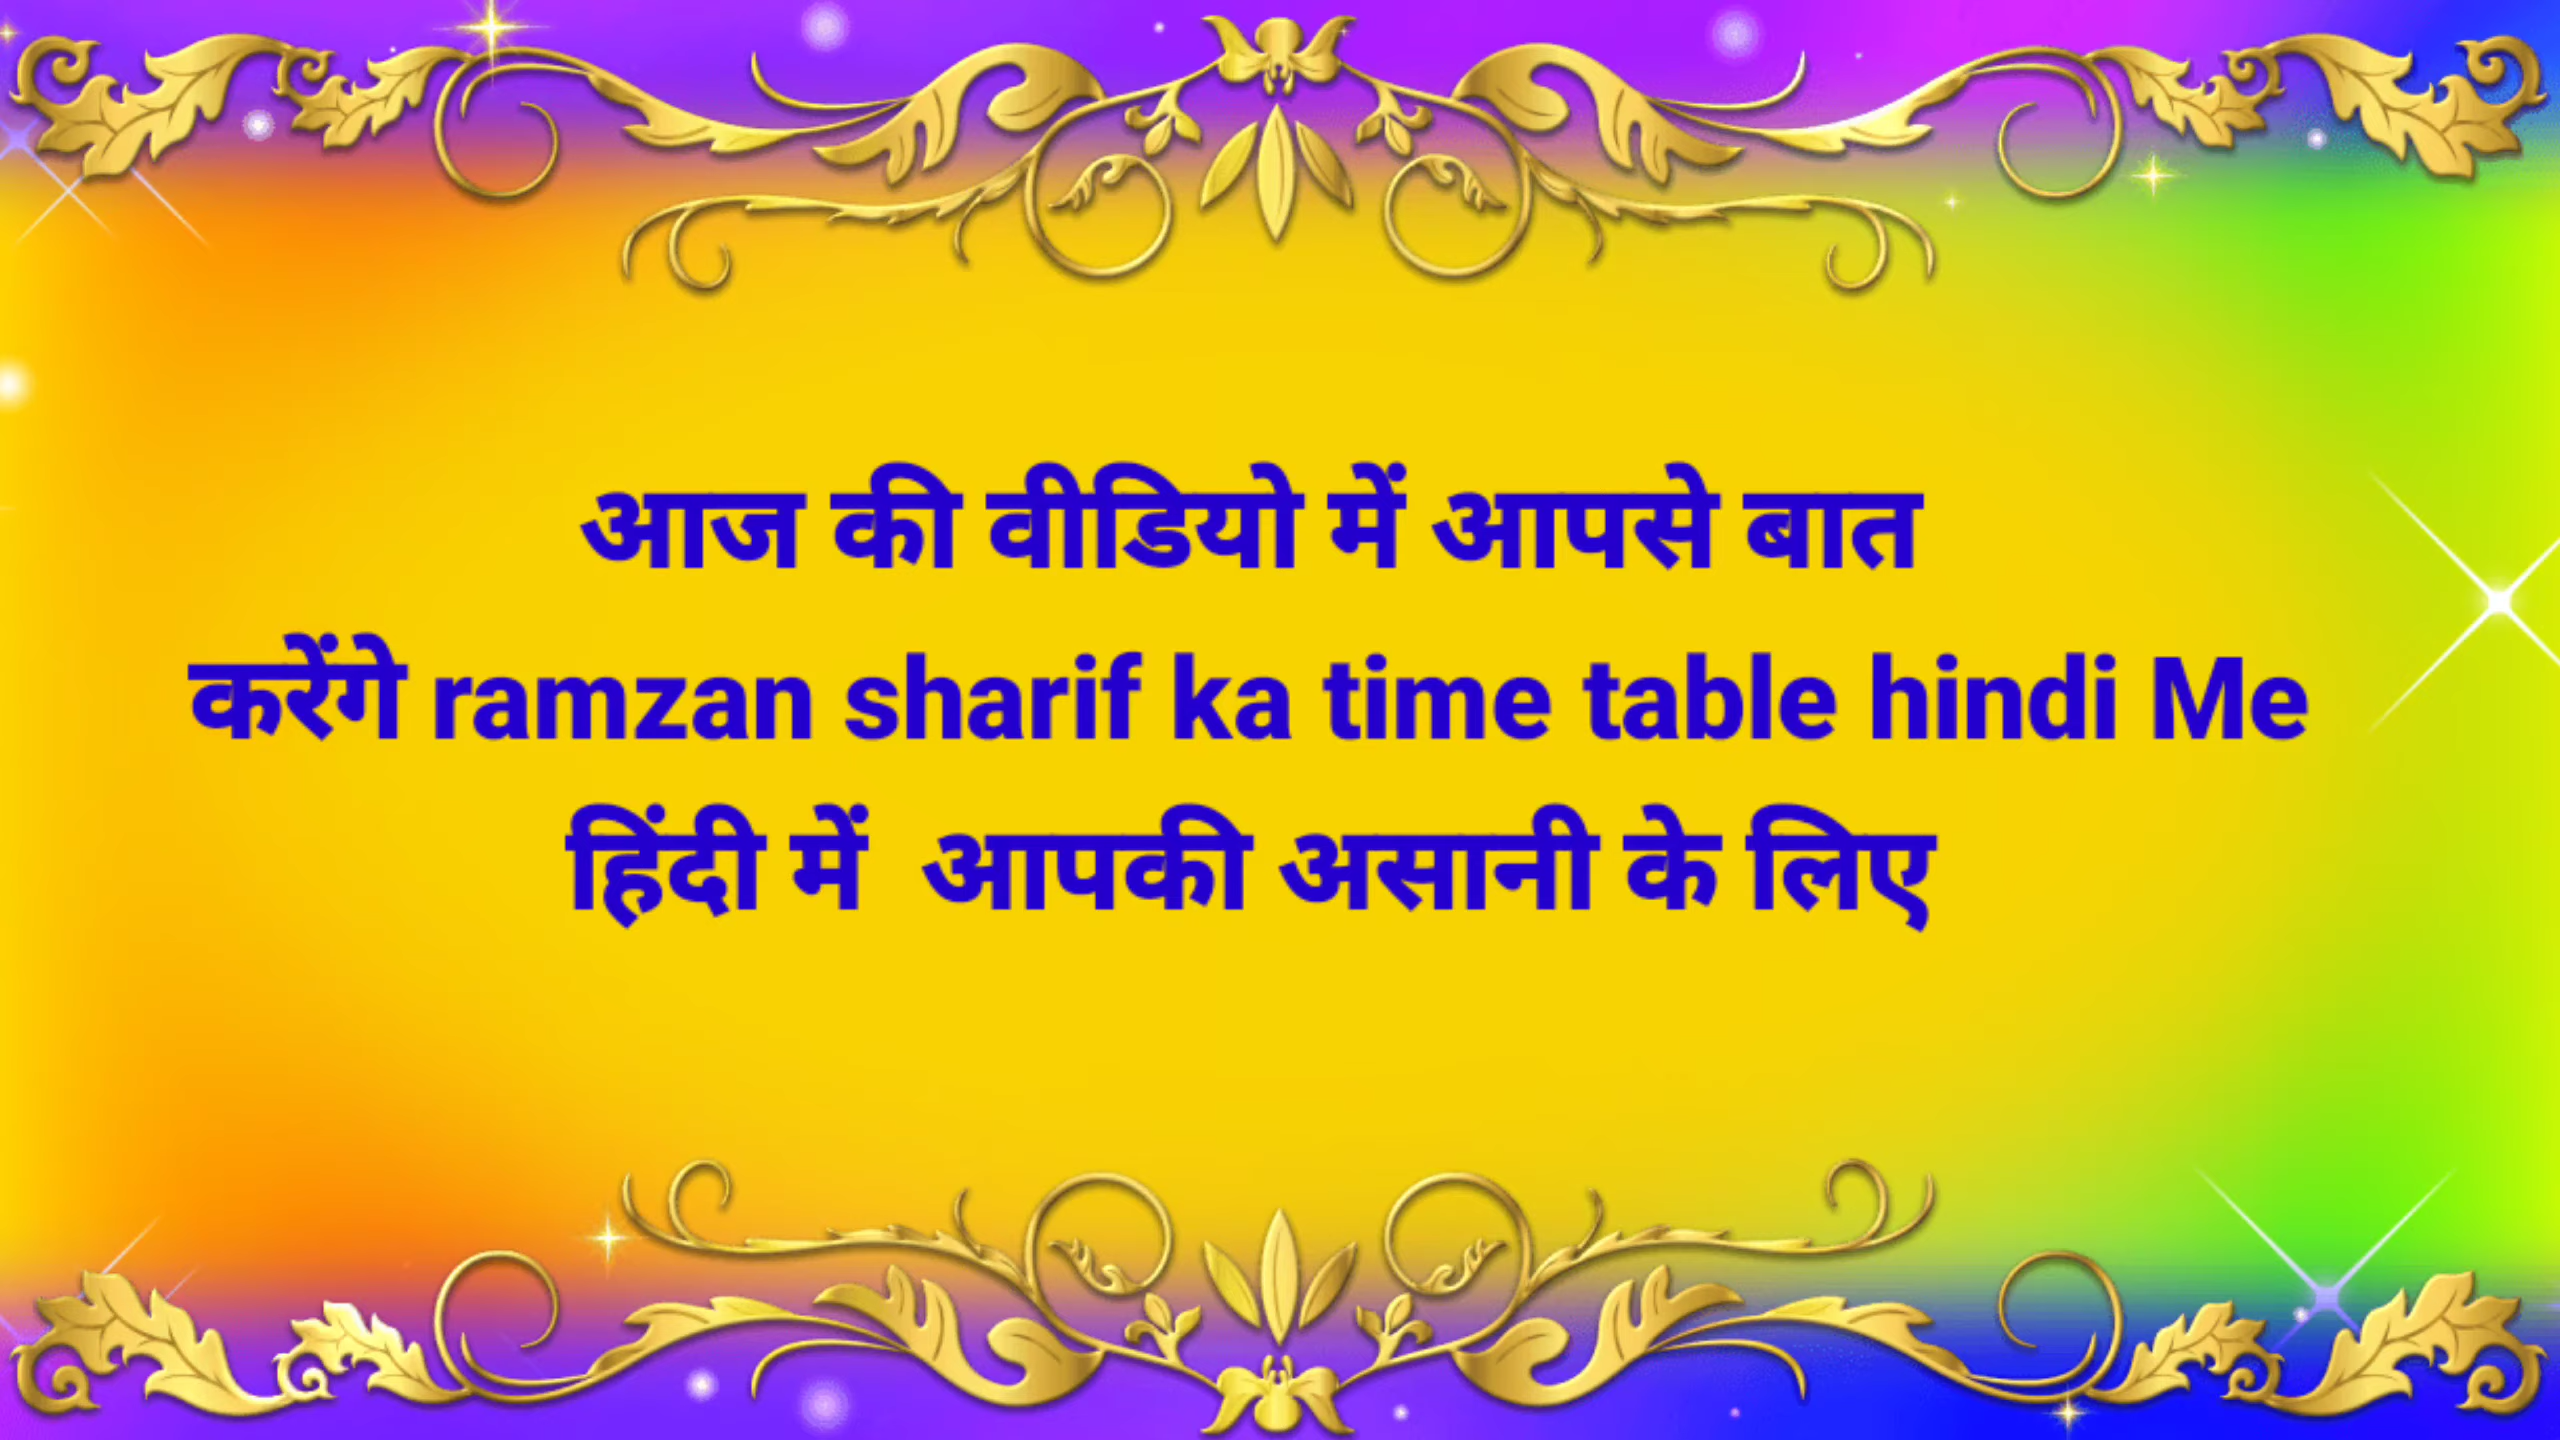 आज की वीडियो में आपसे बात
करेंगे ramzan sharif ka time table hindi Me
हिंदी में  आपकी असानी के लिए